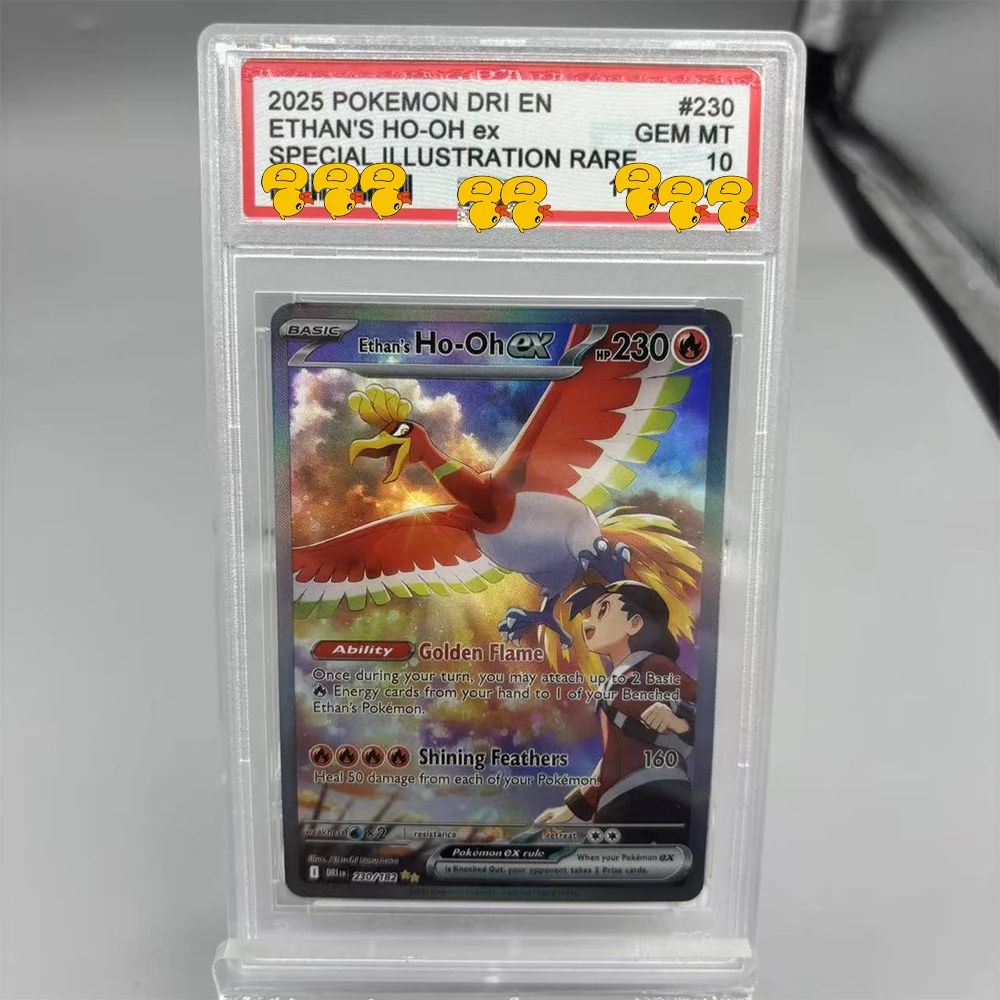 2025 POKEMON DRI EN #230
ETHAN'S HO-OH ex GEM MT
SPECIAL ILLUSTRATION RARE 10
BASIC Ethan's Ho-Oh ex HP 230
Ability Golden Flame
Once during your turn, you may attach up to 2 Basic
Energy cards from your hand to 1 of your Benched
Ethan's Pokémon.
Shining Feathers 160
Heal 50 damage from each of your Pokémon.
weakness ×2 resistance retreat
Pokémon ex rule When your Pokémon ex
is Knocked Out, your opponent takes 2 Prize cards.
DRI EN 230/182